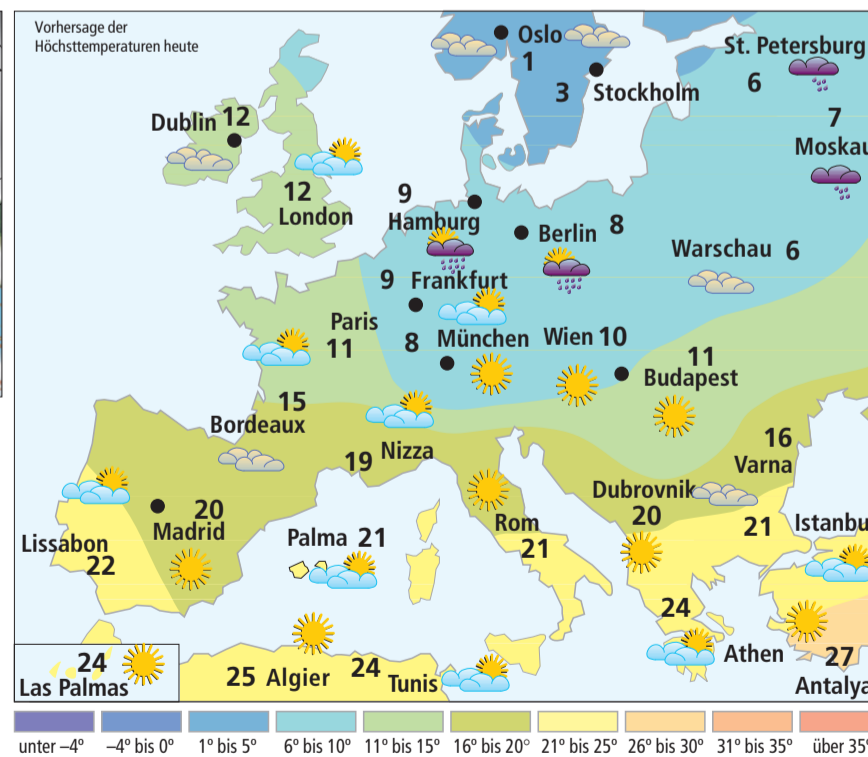 Vorhersage der
Höchsttemperaturen heute
Oslo
1
3 Stockholm
St. Petersburg
6
7
Moskau
Dublin 12
12
London
9
Hamburg
Berlin 8
Warschau 6
9 Frankfurt
Paris
11
8 München
Wien 10
11
Budapest
15
Bordeaux
19 Nizza
16
Varna
20
Madrid
Lissabon
22
Palma 21
Rom
21
Dubrovnik
20
21 Istanbu
24
Athen
24
Las Palmas
25 Algier
24 Tunis
27
Antalya
unter –4° –4° bis 0° 1° bis 5° 6° bis 10° 11° bis 15° 16° bis 20° 21° bis 25° 26° bis 30° 31° bis 35° über 35°